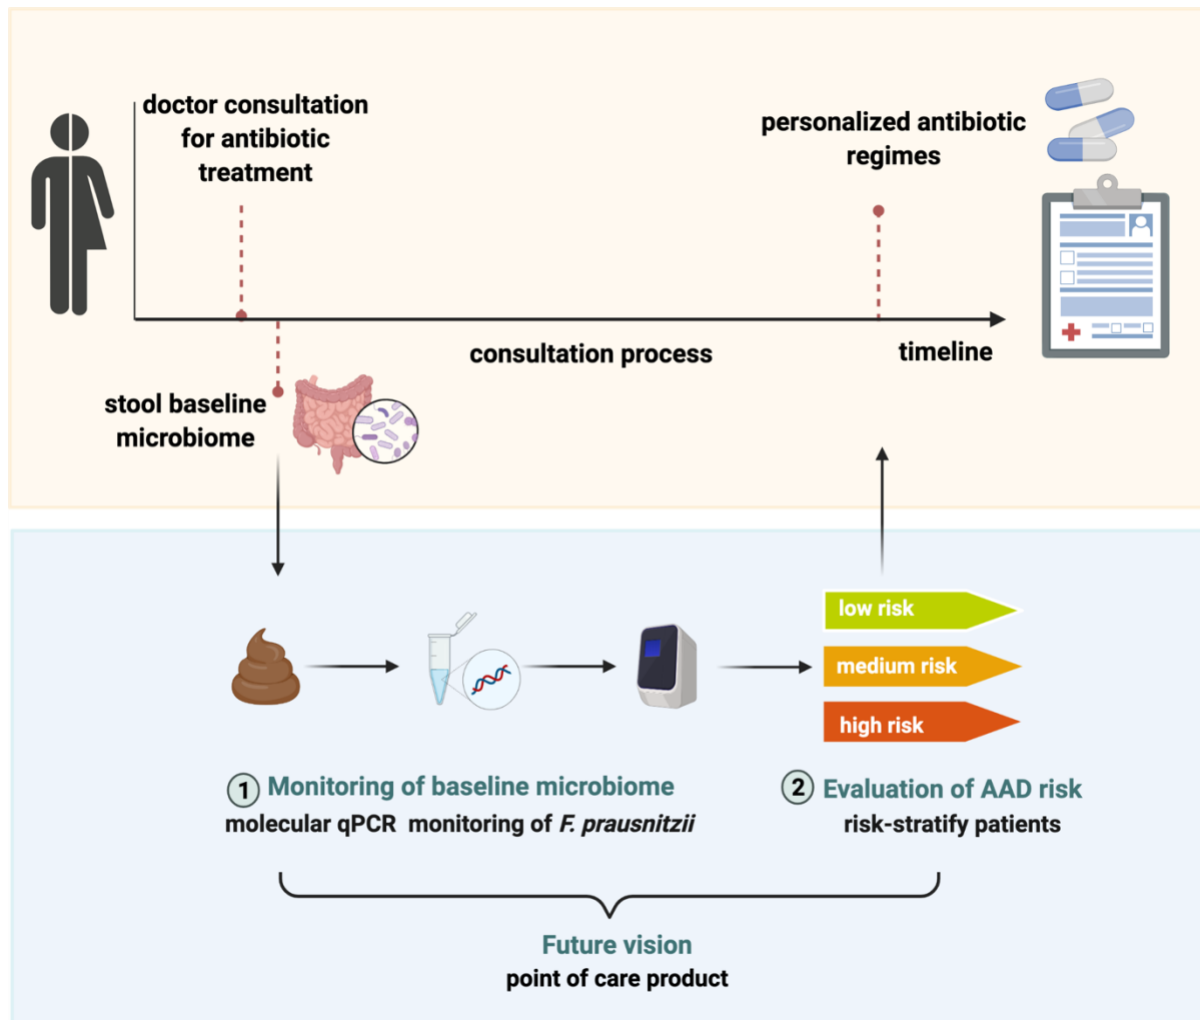 doctor consultation
for antibiotic
treatment
personalized antibiotic
regimes
consultation process
timeline
stool baseline
microbiome
low risk
medium risk
high risk
1 Monitoring of baseline microbiome
molecular qPCR monitoring of F. prausnitzii
2 Evaluation of AAD risk
risk-stratify patients
Future vision
point of care product